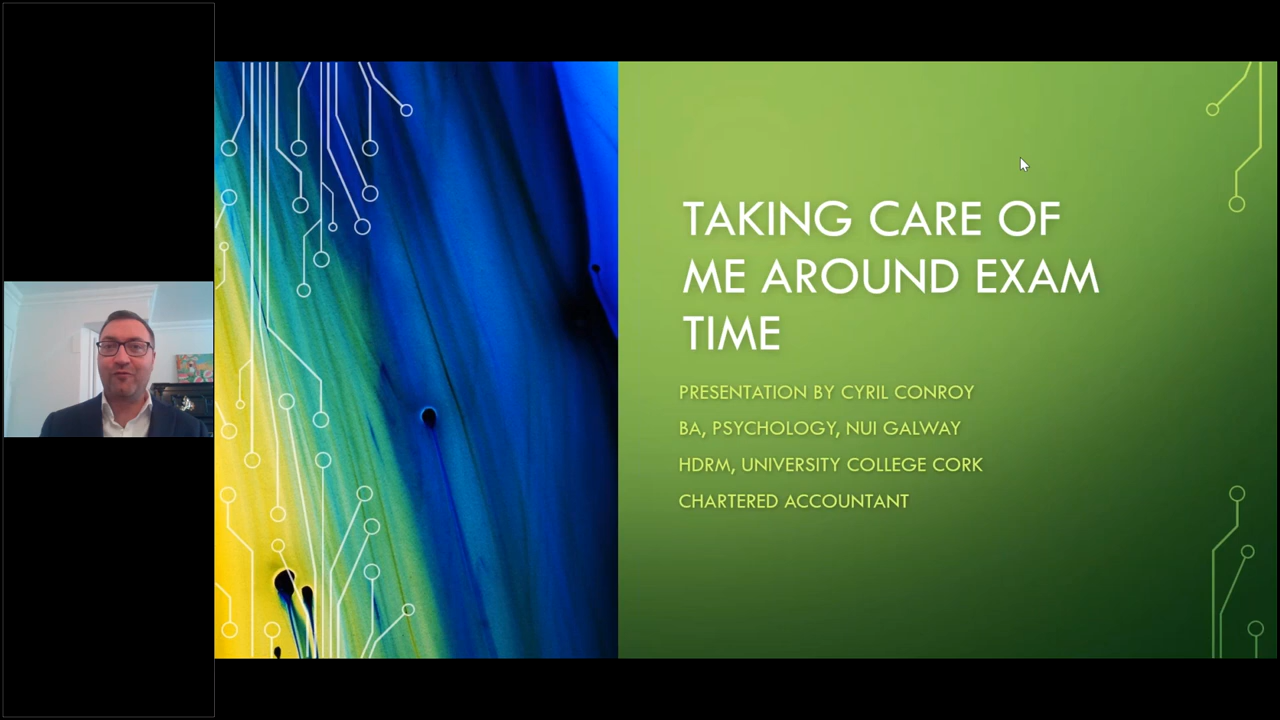 TAKING CARE OF
ME AROUND EXAM
TIME
PRESENTATION BY CYRIL CONROY
BA, PSYCHOLOGY, NUI GALWAY
HDRM, UNIVERSITY COLLEGE CORK
CHARTERED ACCOUNTANT